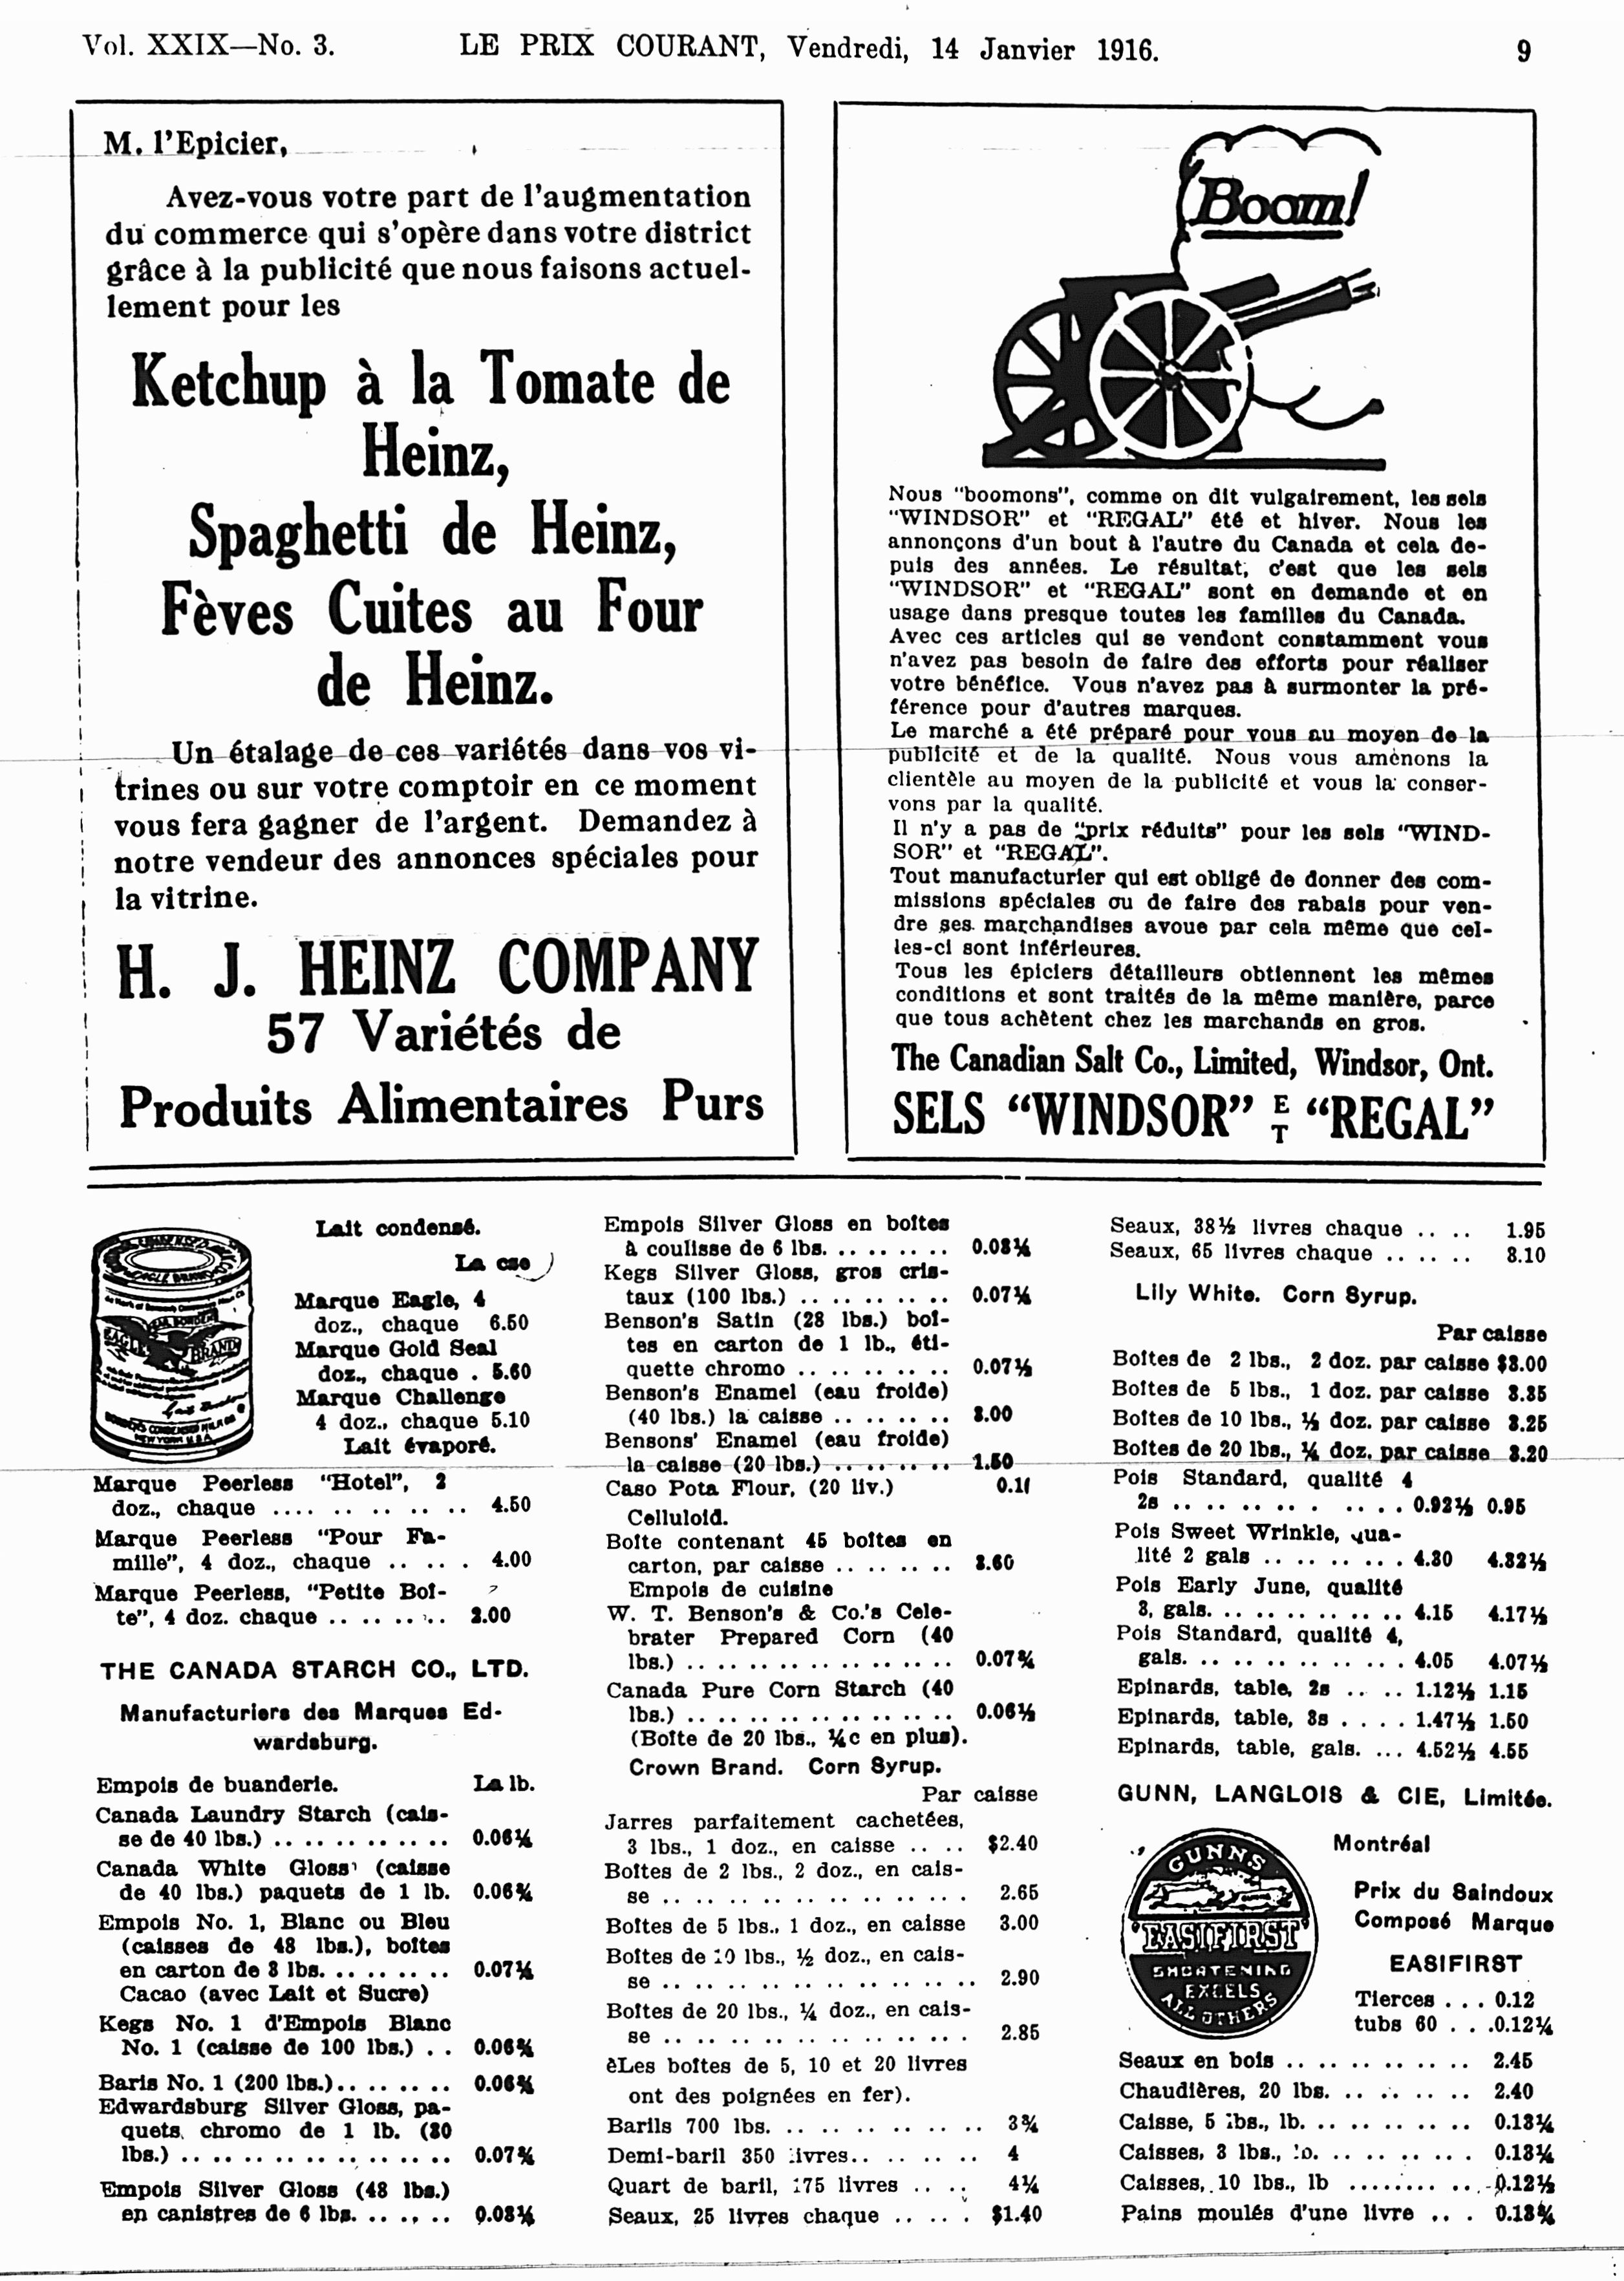 Vol. XXIX—No. 3.
LE PRIX COURANT, Vendredi, 14 Janvier 1916.
9
M. l'Epicier,
Avez-vous votre part de l'augmentation
du commerce qui s'opère dans votre district
grâce à la publicité que nous faisons actuel-
lement pour les
Ketchup à la Tomate de
Heinz,
Spaghetti de Heinz,
Fèves Cuites au Four
de Heinz.
Un étalage de ces variétés dans vos vi-
trines ou sur votre comptoir en ce moment
vous fera gagner de l'argent. Demandez à
notre vendeur des annonces spéciales pour
la vitrine.
H. J. HEINZ COMPANY
57 Variétés de
Produits Alimentaires Purs
Boom!
Nous "boomons", comme on dit vulgairement, les sels
"WINDSOR" et "REGAL" été et hiver. Nous les
annonçons d'un bout à l'autre du Canada et cela de-
puis des années. Le résultat, c'est que les sels
"WINDSOR" et "REGAL" sont en demande et en
usage dans presque toutes les familles du Canada.
Avec ces articles qui se vendent constamment vous
n'avez pas besoin de faire des efforts pour réaliser
votre bénéfice. Vous n'avez pas à surmonter la pré-
férence pour d'autres marques.
Le marché a été préparé pour vous au moyen de la
publicité et de la qualité. Nous vous amènons la
clientèle au moyen de la publicité et vous la conser-
vons par la qualité.
Il n'y a pas de "prix réduits" pour les sels "WIND-
SOR" et "REGAL".
Tout manufacturier qui est obligé de donner des com-
missions spéciales ou de faire des rabais pour ven-
dre ses marchandises avoue par cela même que cel-
les-ci sont inférieures.
Tous les épiciers détailleurs obtiennent les mêmes
conditions et sont traités de la même manière, parce
que tous achètent chez les marchands en gros.
The Canadian Salt Co., Limited, Windsor, Ont.
SELS "WINDSOR" ET "REGAL"
EAGLE BRAND
Lait condensé.
La cse
Marque Eagle, 4
doz., chaque 6.50
Marque Gold Seal
doz., chaque . 5.60
Marque Challenge
4 doz., chaque 5.10
Lait évaporé.
Marque Peerless "Hotel", 2
doz., chaque .... .. .. .. .. 4.50
Marque Peerless "Pour Fa-
mille", 4 doz., chaque .. .. . 4.00
Marque Peerless, "Petite Boî-
te", 4 doz. chaque .. .. .. .. 2.00
THE CANADA STARCH CO., LTD.
Manufacturiers des Marques Ed-
wardsburg.
Empois de buanderie. La lb.
Canada Laundry Starch (cais-
se de 40 lbs.) .. .. .. .. .. .. 0.06¼
Canada White Gloss (caisse
de 40 lbs.) paquets de 1 lb. 0.06¾
Empois No. 1, Blanc ou Bleu
(caisses de 48 lbs.), boîtes
en carton de 3 lbs. .. .. .. .. 0.07¼
Cacao (avec Lait et Sucre)
Kegs No. 1 d'Empois Blanc
No. 1 (caisse de 100 lbs.) . . 0.06¾
Baris No. 1 (200 lbs.).. .. .. .. 0.06¾
Edwardsburg Silver Gloss, pa-
quets, chromo de 1 lb. (30
lbs.) .. .. .. .. .. .. .. .. .. 0.07¾
Empois Silver Gloss (48 lbs.)
en canistres de 6 lbs. .. .. .. 0.08¼
Empois Silver Gloss en boîtes
à coulisse de 6 lbs. .. .. .. .. 0.08¼
Kegs Silver Gloss, gros cris-
taux (100 lbs.) .. .. .. .. .. 0.07¼
Benson's Satin (28 lbs.) boî-
tes en carton de 1 lb., éti-
quette chromo .. .. .. .. .. 0.07½
Benson's Enamel (eau froide)
(40 lbs.) la caisse .. .. .. .. 3.00
Bensons' Enamel (eau froide)
la caisse (20 lbs.) .. .. .. .. 1.50
Caso Pota Flour, (20 liv.)
Celluloid.
Boîte contenant 45 boîtes en
carton, par caisse .. .. .. .. 3.60
Empois de cuisine
W. T. Benson's & Co.'s Cele-
brater Prepared Corn (40
lbs.) .. .. .. .. .. .. .. .. .. 0.07¾
Canada Pure Corn Starch (40
lbs.) .. .. .. .. .. .. .. .. .. 0.06½
(Boîte de 20 lbs., ¼c en plus).
Crown Brand. Corn Syrup.
Par caisse
Jarres parfaitement cachetées,
3 lbs., 1 doz., en caisse .. .. $2.40
Boîtes de 2 lbs., 2 doz., en cais-
se .. .. .. .. .. .. .. .. .. .. 2.65
Boîtes de 5 lbs., 1 doz., en caisse 3.00
Boîtes de 10 lbs., ½ doz., en cais-
se .. .. .. .. .. .. .. .. .. .. 2.90
Boîtes de 20 lbs., ¼ doz., en cais-
se .. .. .. .. .. .. .. .. .. .. 2.85
èLes boîtes de 5, 10 et 20 livres
ont des poignées en fer).
Barils 700 lbs. .. .. .. .. .. .. .. 3¾
Demi-baril 350 livres.. .. .. .. 4
Quart de baril, 175 livres .. .. 4¼
Seaux, 25 livres chaque .. .. . $1.40
Seaux, 38½ livres chaque .. .. 1.95
Seaux, 65 livres chaque .. .. .. 3.10
Lily White. Corn Syrup.
Par caisse
Boîtes de 2 lbs., 2 doz. par caisse $3.00
Boîtes de 5 lbs., 1 doz. par caisse 3.35
Boîtes de 10 lbs., ½ doz. par caisse 3.25
Boîtes de 20 lbs., ¼ doz. par caisse 3.20
Pois Standard, qualité 4
2s .. .. .. .. . .. .. 0.92½ 0.95
Pois Sweet Wrinkle, qua-
lité 2 gals .. .. .. .. .. 4.30 4.32½
Pois Early June, qualité
3, gals. .. .. .. .. .. .. 4.15 4.17½
Pois Standard, qualité 4,
gals. .. .. .. .. .. .. .. 4.05 4.07½
Epinards, table, 2s .. .. 1.12½ 1.15
Epinards, table, 3s . . . . 1.47½ 1.50
Epinards, table, gals. ... 4.52½ 4.55
GUNN, LANGLOIS & CIE, Limitée.
GUNNS
"EASIFIRST"
SHORTENING
EXCELS
ALL OTHERS
Montréal
Prix du Saindoux
Composé Marque
EASIFIRST
Tierces . . . 0.12
tubs 60 . . .0.12¼
Seaux en bois .. .. .. .. .. .. 2.45
Chaudières, 20 lbs. .. .. .. .. 2.40
Caisse, 5 lbs., lb. .. .. .. .. .. 0.13¼
Caisses, 3 lbs., lb. .. .. .. .. .. 0.13¼
Caisses, 10 lbs., lb ........ .. .. 0.12½
Pains moulés d'une livre .. . 0.13¾